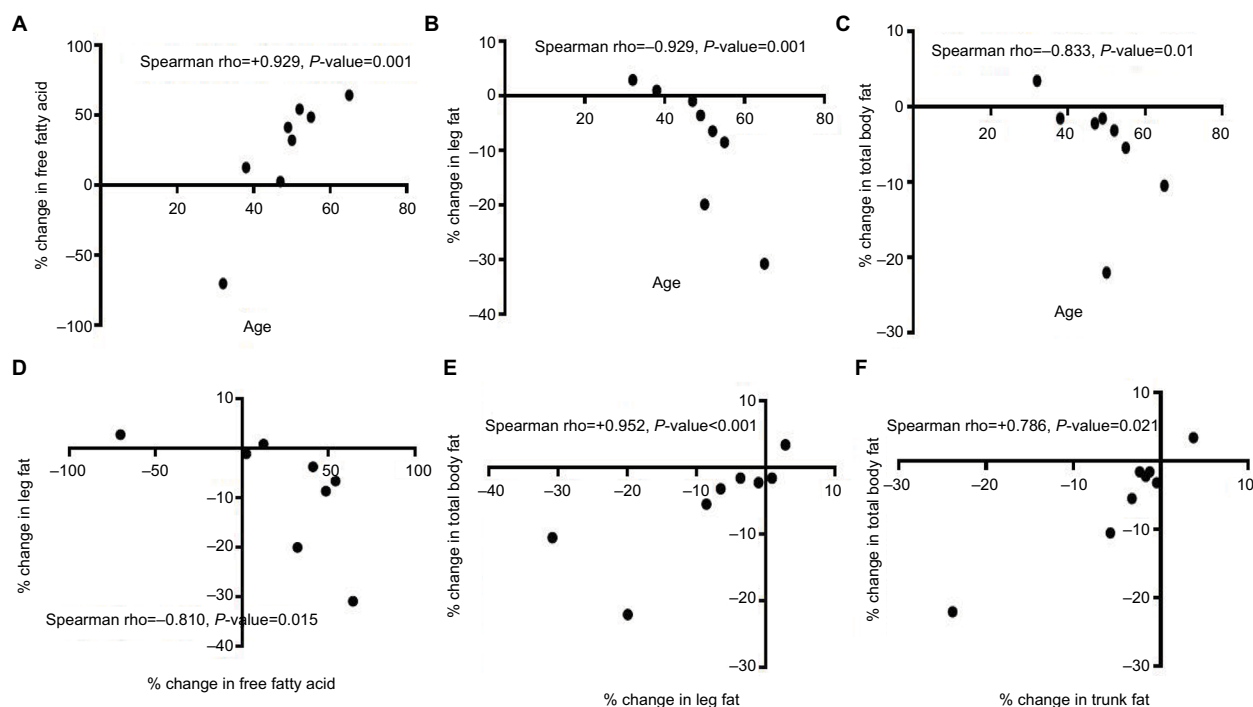 A
Spearman rho=+0.929, P-value=0.001
% change in free fatty acid
100
50
0
–50
–100
20
40
60
80
Age
B
Spearman rho=–0.929, P-value=0.001
% change in leg fat
10
0
–10
–20
–30
–40
20
40
60
80
Age
C
Spearman rho=–0.833, P-value=0.01
% change in total body fat
10
0
–10
–20
–30
20
40
60
80
Age
D
Spearman rho=–0.810, P-value=0.015
% change in leg fat
10
–10
–20
–30
–40
–100
–50
50
100
% change in free fatty acid
E
Spearman rho=+0.952, P-value<0.001
% change in total body fat
10
–10
–20
–30
–40
–30
–20
–10
10
% change in leg fat
F
Spearman rho=+0.786, P-value=0.021
% change in total body fat
10
–10
–20
–30
–30
–20
–10
10
% change in trunk fat